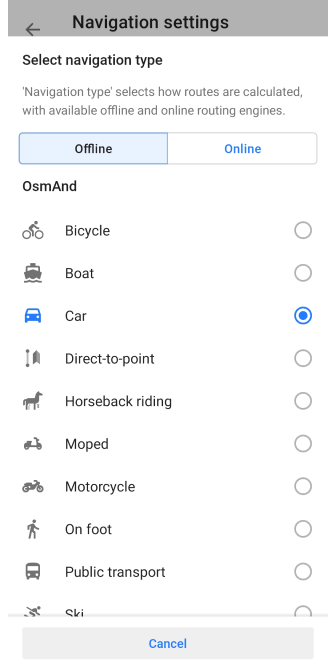 Navigation settings
Select navigation type
'Navigation type' selects how routes are calculated,
with available offline and online routing engines.
Offline
Online
OsmAnd
Bicycle
Boat
Car
Direct-to-point
Horseback riding
Moped
Motorcycle
On foot
Public transport
Ski
Cancel